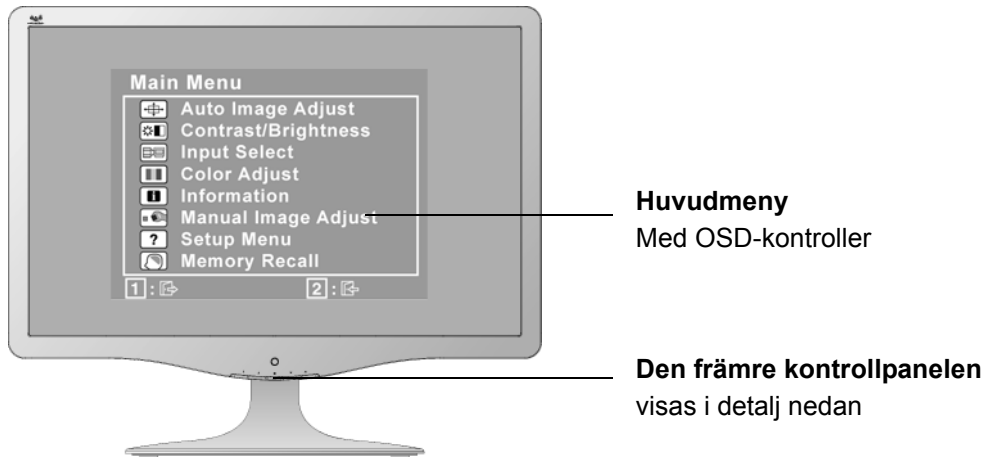 Main Menu
Auto Image Adjust
Contrast/Brightness
Input Select
Color Adjust
Information
Manual Image Adjust
? Setup Menu
Memory Recall
1 : 2 :
Huvudmeny
Med OSD-kontroller
Den främre kontrollpanelen
visas i detalj nedan